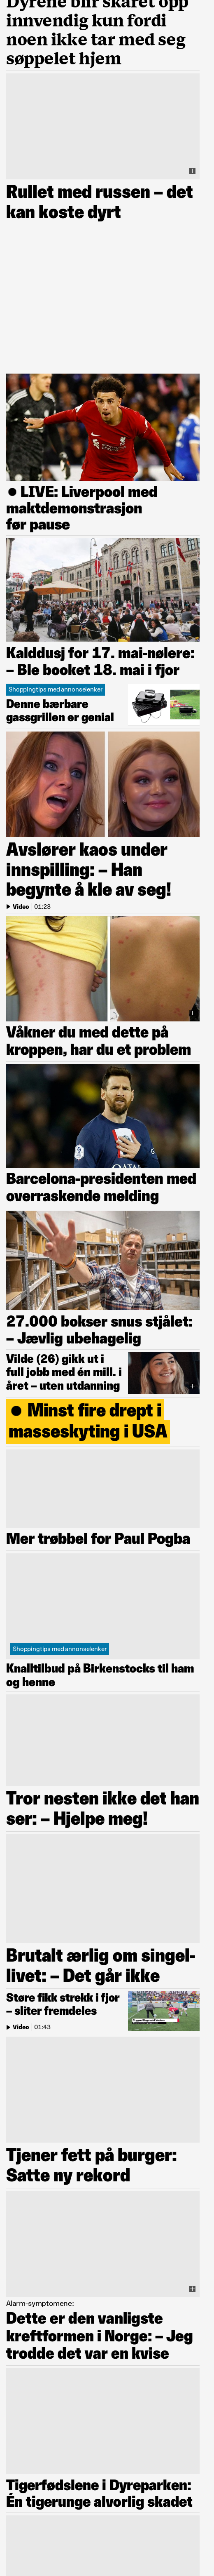 Dyrene blir skåret opp
innvendig kun fordi
noen ikke tar med seg
søppelet hjem
Rullet med russen – det
kan koste dyrt
● LIVE: Liverpool med
maktdemonstrasjon
før pause
Kalddusj for 17. mai-nølere:
– Ble booket 18. mai i fjor
Shoppingtips med annonselenker
Denne bærbare
gassgrillen er genial
Avslører kaos under
innspilling: – Han
begynte å kle av seg!
Video | 01:23
Våkner du med dette på
kroppen, har du et problem
Barcelona-presidenten med
overraskende melding
27.000 bokser snus stjålet:
– Jævlig ubehagelig
Vilde (26) gikk ut i
full jobb med én mill. i
året – uten utdanning
● Minst fire drept i
masseskyting i USA
Mer trøbbel for Paul Pogba
Shoppingtips med annonselenker
Knalltilbud på Birkenstocks til ham
og henne
Tror nesten ikke det han
ser: – Hjelpe meg!
Brutalt ærlig om singel-
livet: – Det går ikke
Støre fikk strekk i fjor
– sliter fremdeles
Video | 01:43
Tjener fett på burger:
Satte ny rekord
Alarm-symptomene:
Dette er den vanligste
kreftformen i Norge: – Jeg
trodde det var en kvise
Tigerfødslene i Dyreparken:
Én tigerunge alvorlig skadet